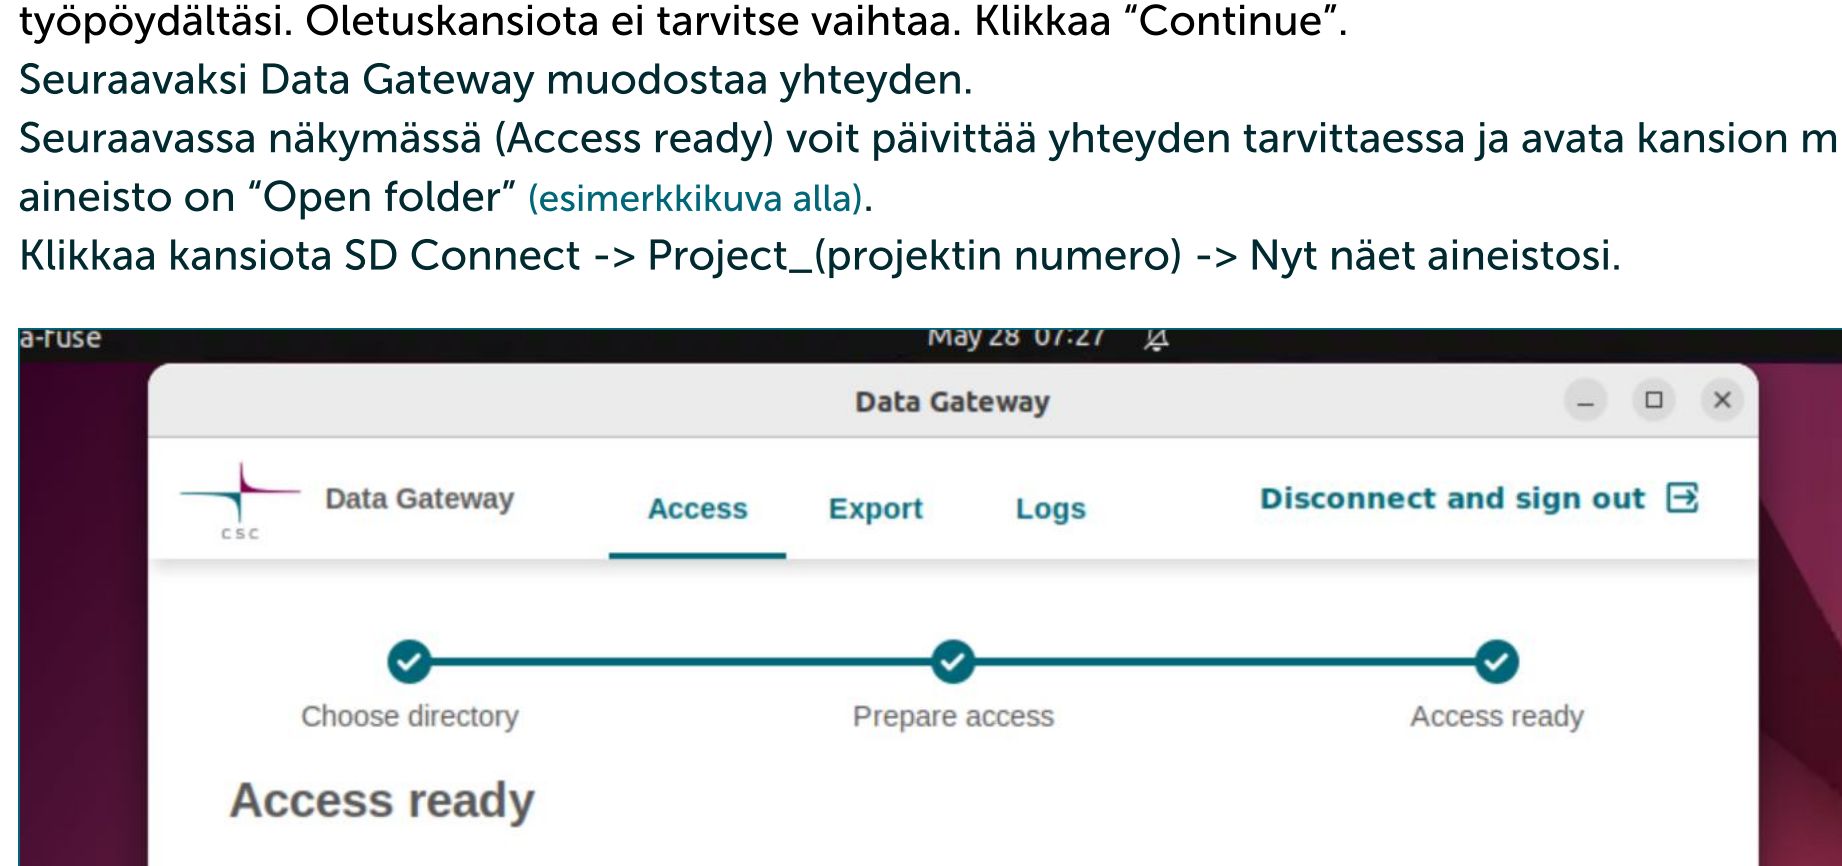 työpöydältäsi. Oletuskansiota ei tarvitse vaihtaa. Klikkaa “Continue”.
Seuraavaksi Data Gateway muodostaa yhteyden.
Seuraavassa näkymässä (Access ready) voit päivittää yhteyden tarvittaessa ja avata kansion m
aineisto on “Open folder” (esimerkkikuva alla).
Klikkaa kansiota SD Connect -> Project_(projektin numero) -> Nyt näet aineistosi.
a-fuse May 28 07:27
Data Gateway
csc Data Gateway Access Export Logs Disconnect and sign out
Choose directory Prepare access Access ready
Access ready